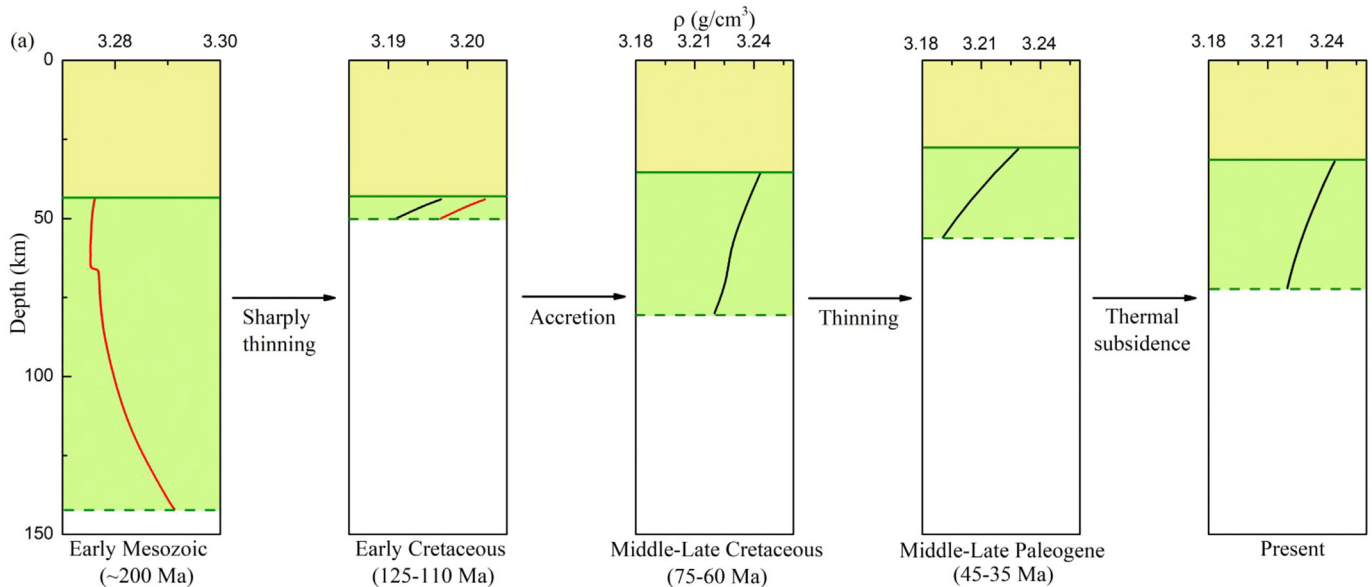 ρ (g/cm³)
(a)
3.28 3.30
3.19 3.20
3.18 3.21 3.24
3.18 3.21 3.24
3.18 3.21 3.24
0
50
100
150
Depth (km)
Sharply
thinning
Accretion
Thinning
Thermal
subsidence
Early Mesozoic
(~200 Ma)
Early Cretaceous
(125-110 Ma)
Middle-Late Cretaceous
(75-60 Ma)
Middle-Late Paleogene
(45-35 Ma)
Present